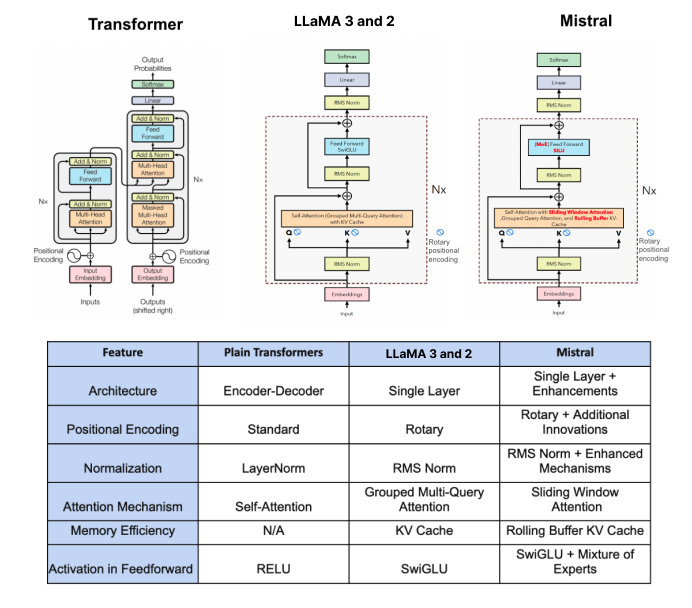 Transformer
LLaMA 3 and 2
Mistral
Output
Probabilities
Softmax
Linear
Add & Norm
Feed
Forward
Add & Norm
Multi-Head
Attention
Add & Norm
Masked
Multi-Head
Attention
Nx
Add & Norm
Feed
Forward
Add & Norm
Multi-Head
Attention
Nx
Positional
Encoding
Positional
Encoding
Input
Embedding
Output
Embedding
Inputs
Outputs
(shifted right)
Softmax
Linear
RMS Norm
Feed Forward
SwiGLU
RMS Norm
Self-Attention (Grouped Multi-Query Attention)
with KV Cache
Q
K
V
RMS Norm
Embeddings
Input
Nx
Rotary
positional
encoding
Softmax
Linear
RMS Norm
(MoE) Feed Forward
SILU
RMS Norm
Self-Attention with Sliding Window Attention
,Grouped Query Attention, and Rolling Buffer KV-
Cache
Q
K
V
RMS Norm
Embeddings
Input
Nx
Rotary
positional
encoding
Feature
Plain Transformers
LLaMA 3 and 2
Mistral
Architecture
Encoder-Decoder
Single Layer
Single Layer +
Enhancements
Positional Encoding
Standard
Rotary
Rotary + Additional
Innovations
Normalization
LayerNorm
RMS Norm
RMS Norm + Enhanced
Mechanisms
Attention Mechanism
Self-Attention
Grouped Multi-Query
Attention
Sliding Window
Attention
Memory Efficiency
N/A
KV Cache
Rolling Buffer KV Cache
Activation in Feedforward
RELU
SwiGLU
SwiGLU + Mixture of
Experts